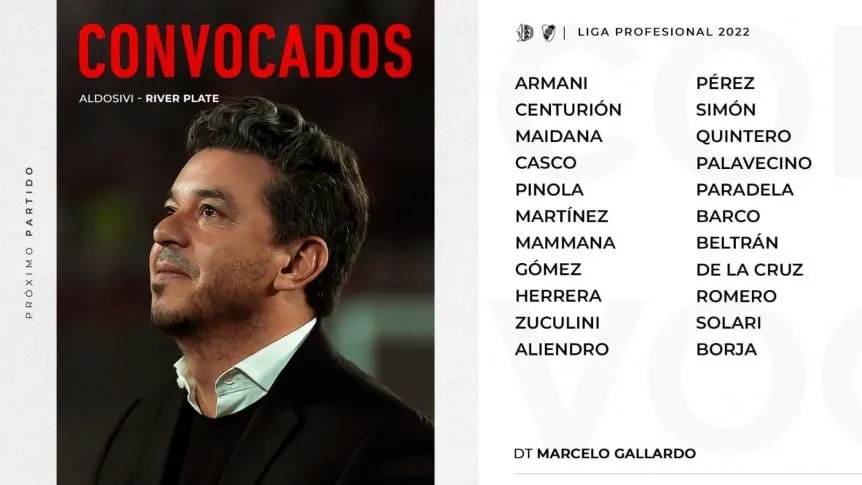 CONVOCADOS
ALDOSIVI - RIVER PLATE
PRÓXIMO PARTIDO
LIGA PROFESIONAL 2022
ARMANI
CENTURIÓN
MAIDANA
CASCO
PINOLA
MARTÍNEZ
MAMMANA
GÓMEZ
HERRERA
ZUCULINI
ALIENDRO
PÉREZ
SIMÓN
QUINTERO
PALAVECINO
PARADELA
BARCO
BELTRÁN
DE LA CRUZ
ROMERO
SOLARI
BORJA
DT MARCELO GALLARDO